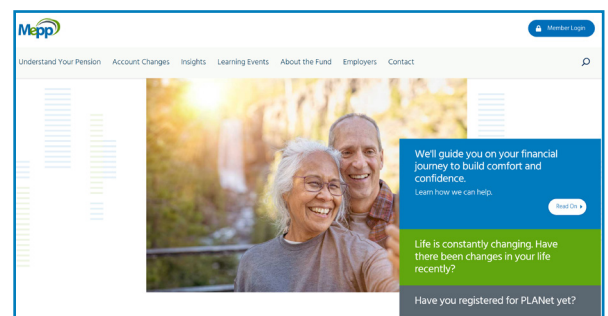 Mepp
Member Login
Understand Your Pension Account Changes Insights Learning Events About the Fund Employers Contact
We'll guide you on your financial
journey to build comfort and
confidence.
Learn how we can help.
Read On
Life is constantly changing. Have
there been changes in your life
recently?
Have you registered for PLANet yet?